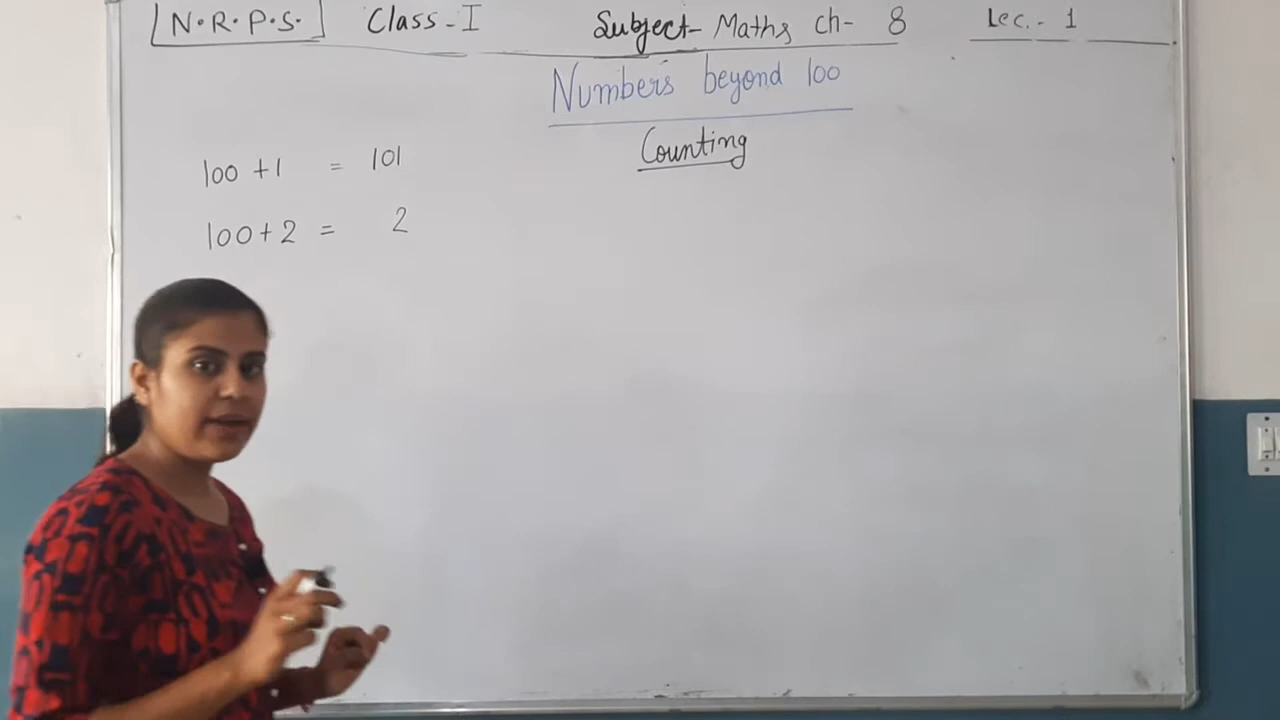 N.R.P.S. Class-I Subject- Maths ch- 8 Lec.- 1
Numbers beyond 100
Counting
100 +1 = 101
100+2 = 2